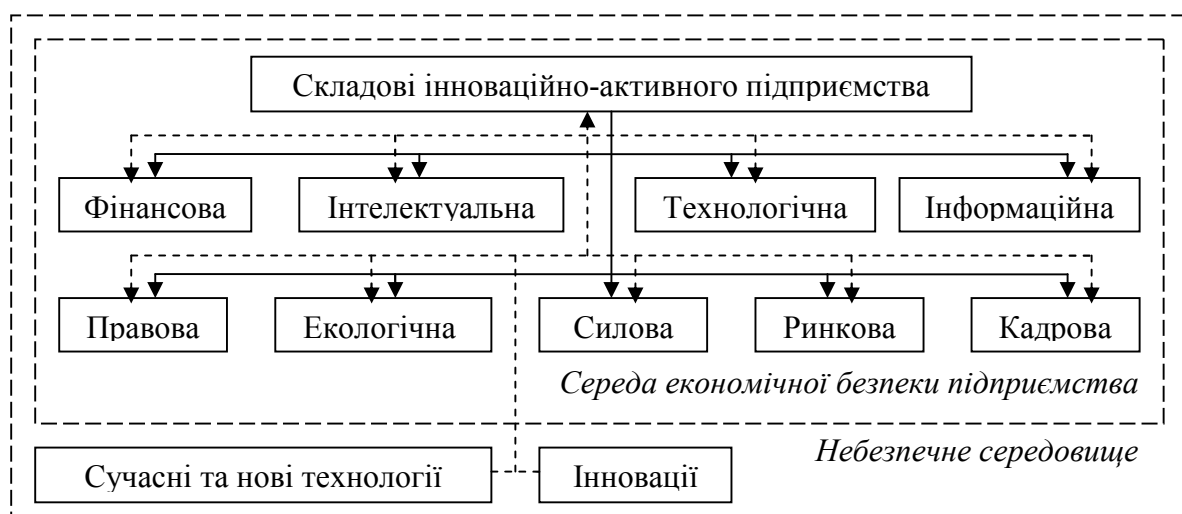 Складові інноваційно-активного підприємства
Фінансова
Інтелектуальна
Технологічна
Інформаційна
Правова
Екологічна
Силова
Ринкова
Кадрова
Середа економічної безпеки підприємства
Небезпечне середовище
Сучасні та нові технології
Інновації